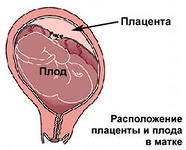 Плацента
Плод
Расположение
плаценты и плода
в матке